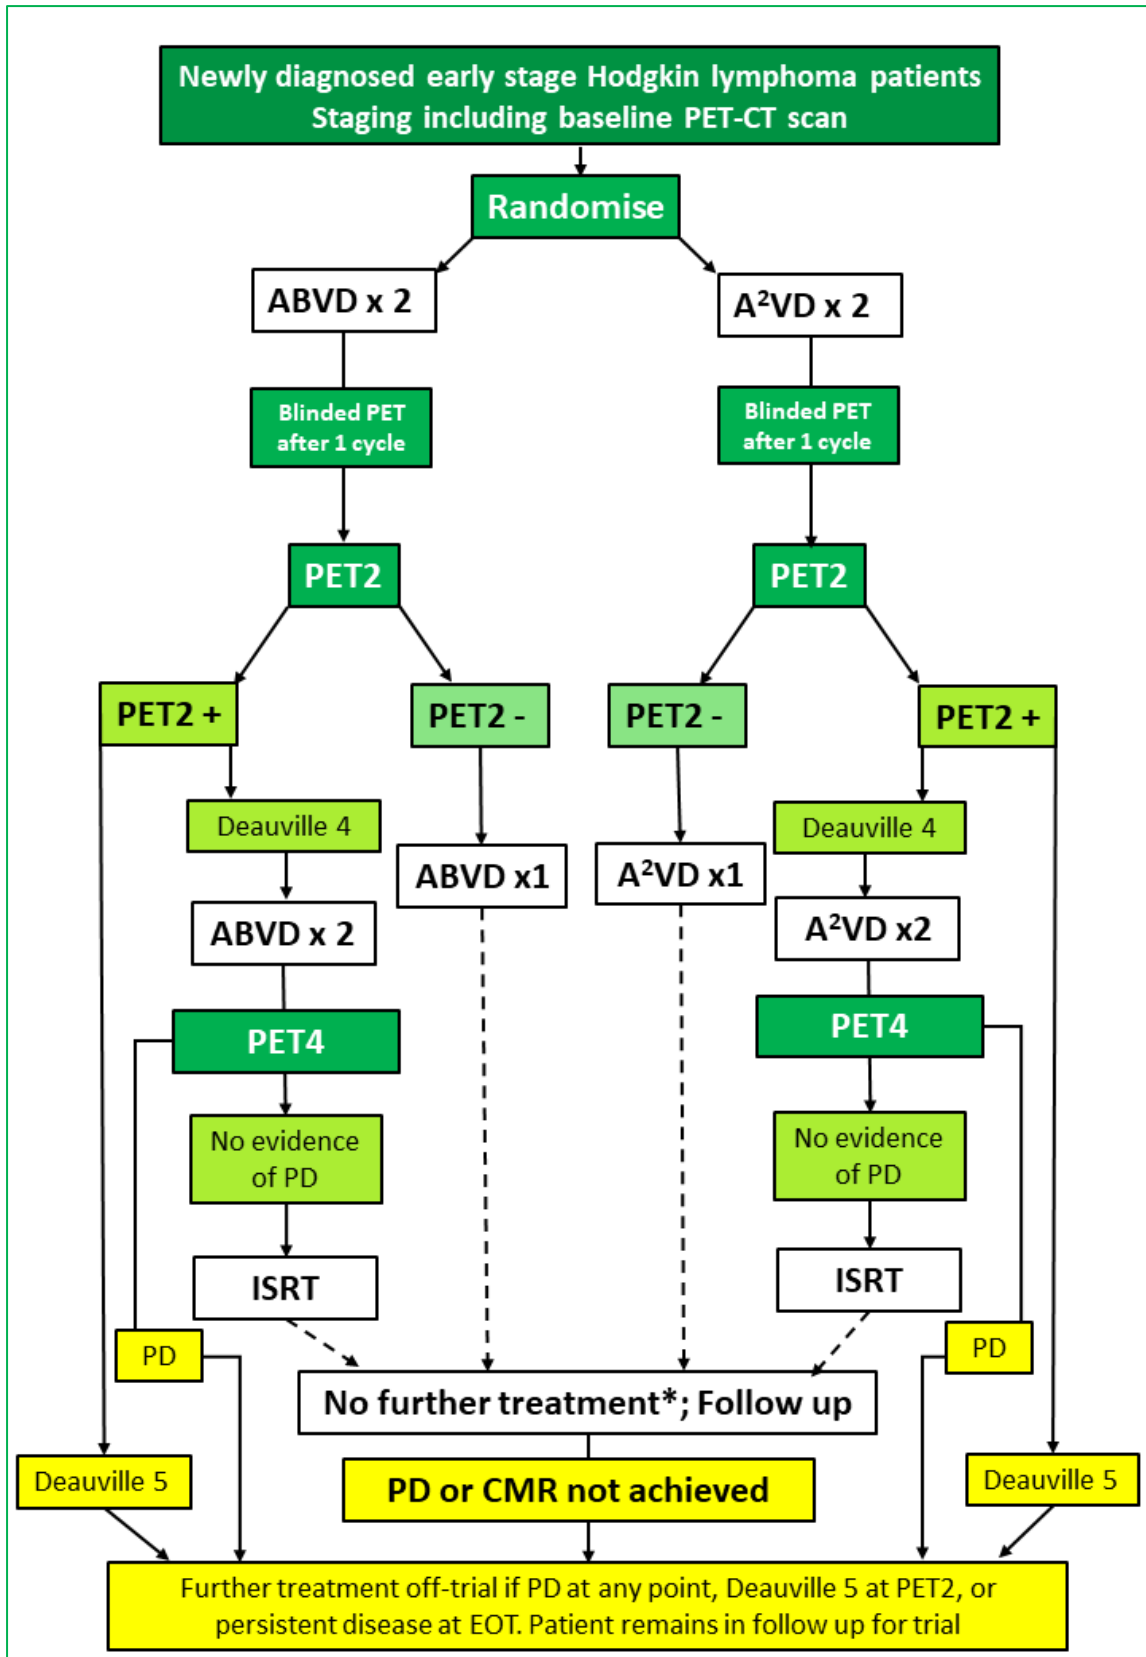 Newly diagnosed early stage Hodgkin lymphoma patients
Staging including baseline PET-CT scan
Randomise
ABVD x 2
A²VD x 2
Blinded PET
after 1 cycle
Blinded PET
after 1 cycle
PET2
PET2
PET2 +
PET2 -
PET2 -
PET2 +
Deauville 4
Deauville 4
ABVD x1
A²VD x1
ABVD x 2
A²VD x2
PET4
PET4
No evidence
of PD
No evidence
of PD
ISRT
ISRT
PD
PD
No further treatment*; Follow up
Deauville 5
PD or CMR not achieved
Deauville 5
Further treatment off-trial if PD at any point, Deauville 5 at PET2, or
persistent disease at EOT. Patient remains in follow up for trial